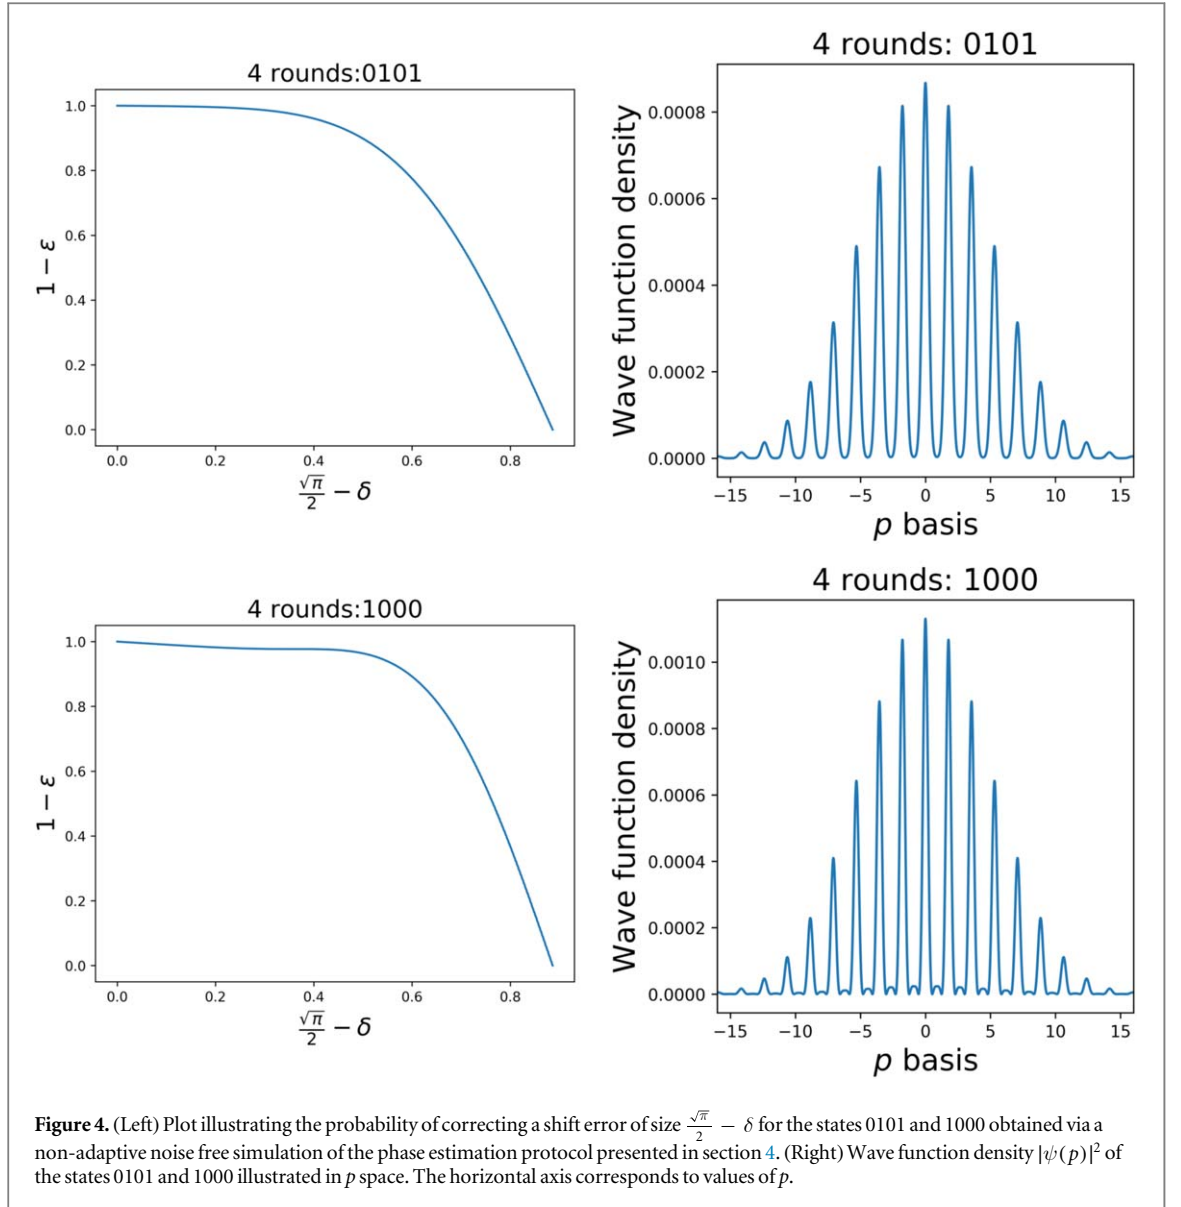 4 rounds:0101
1 − ε
1.0
0.8
0.6
0.4
0.2
0.0
0.0 0.2 0.4 0.6 0.8
√π/2 − δ
4 rounds: 0101
Wave function density
0.0008
0.0006
0.0004
0.0002
0.0000
−15 −10 −5 0 5 10 15
p basis
4 rounds:1000
1 − ε
1.0
0.8
0.6
0.4
0.2
0.0
0.0 0.2 0.4 0.6 0.8
√π/2 − δ
4 rounds: 1000
Wave function density
0.0010
0.0008
0.0006
0.0004
0.0002
0.0000
−15 −10 −5 0 5 10 15
p basis
Figure 4. (Left) Plot illustrating the probability of correcting a shift error of size √π/2 − δ for the states 0101 and 1000 obtained via a
non-adaptive noise free simulation of the phase estimation protocol presented in section 4. (Right) Wave function density |ψ(p)|² of
the states 0101 and 1000 illustrated in p space. The horizontal axis corresponds to values of p.